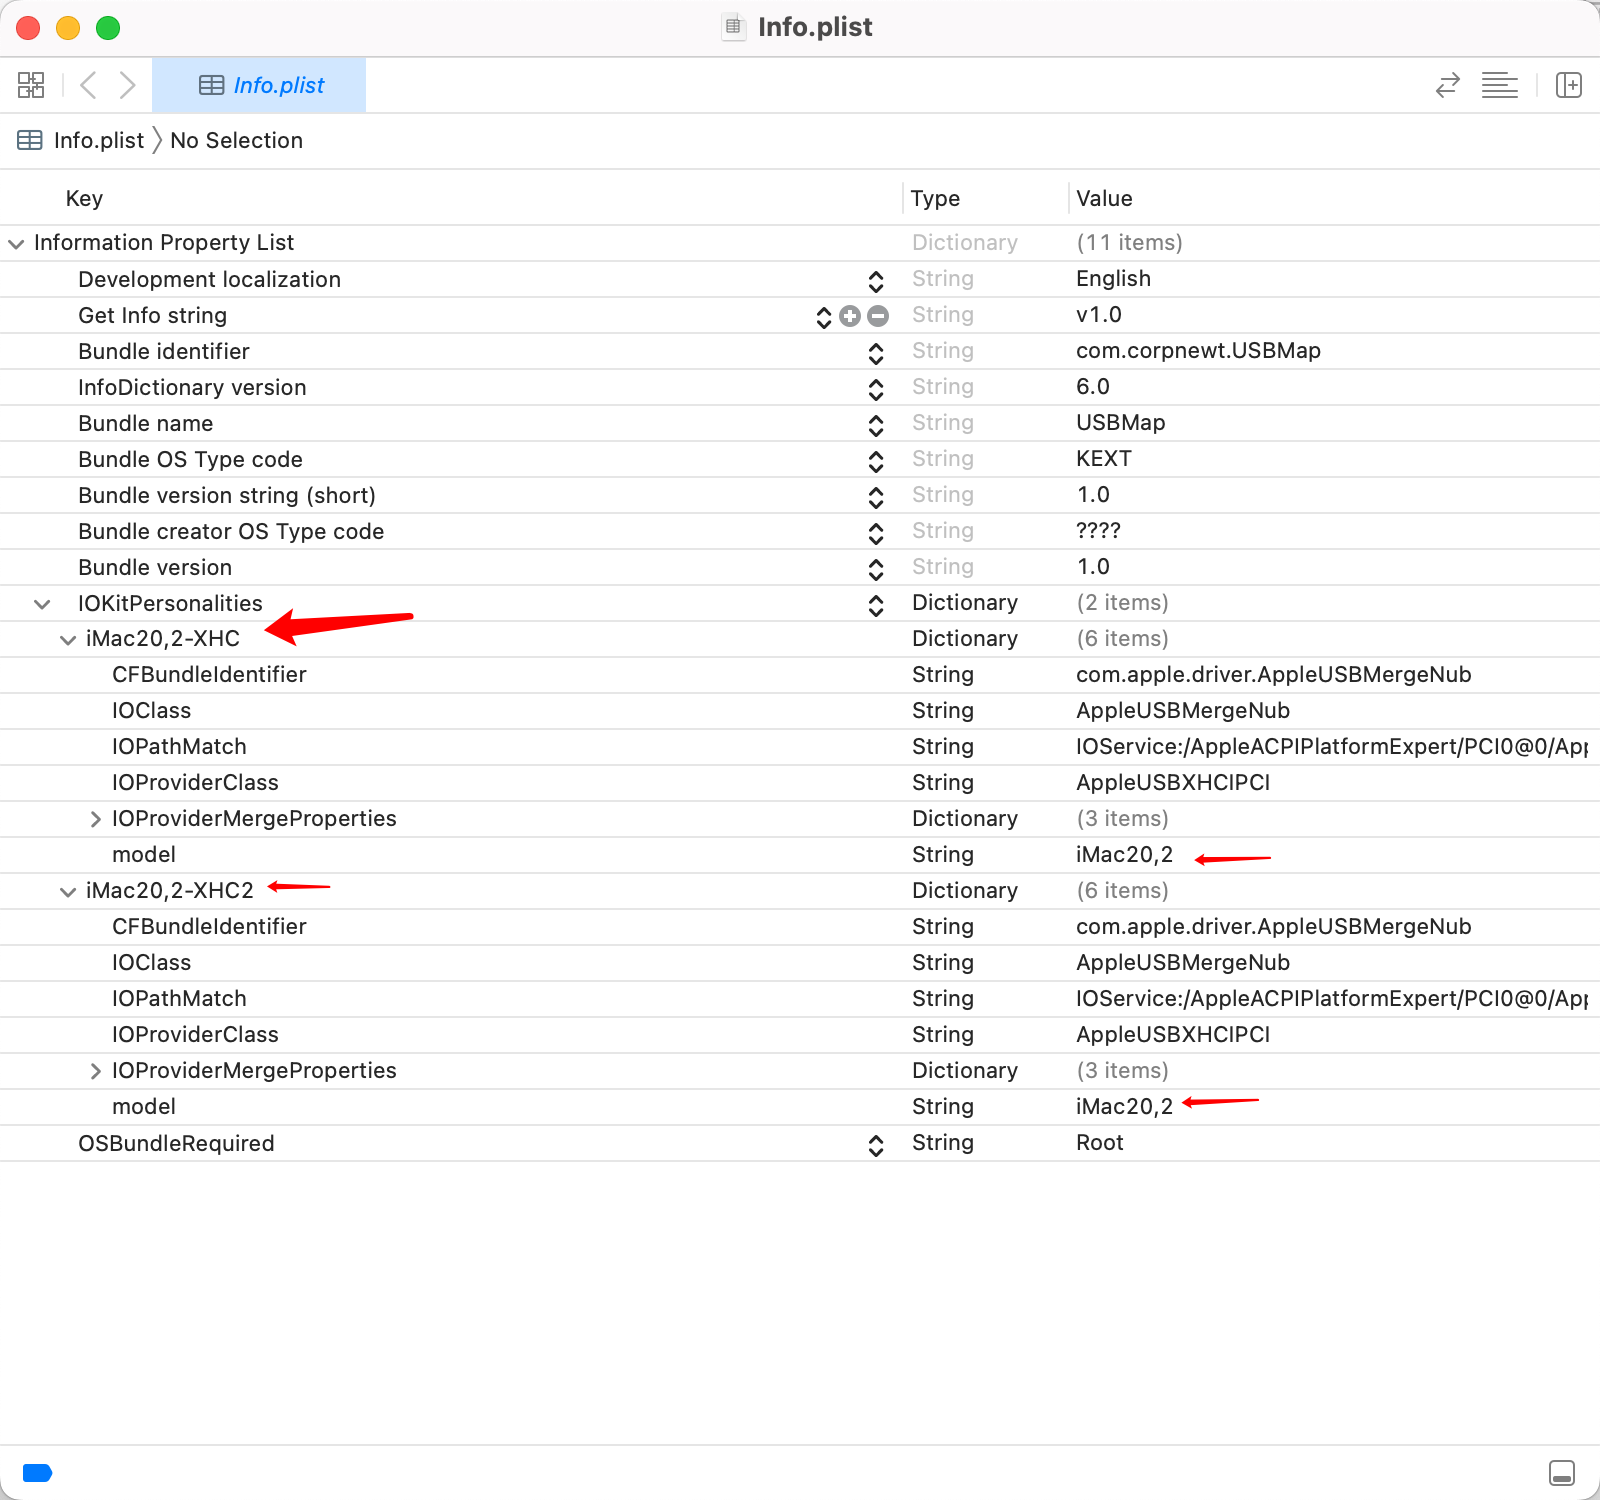 Info.plist
Info.plist
Info.plist No Selection
Key Type Value
Information Property List Dictionary (11 items)
Development localization String English
Get Info string String v1.0
Bundle identifier String com.corpnewt.USBMap
InfoDictionary version String 6.0
Bundle name String USBMap
Bundle OS Type code String KEXT
Bundle version string (short) String 1.0
Bundle creator OS Type code String ????
Bundle version String 1.0
IOKitPersonalities Dictionary (2 items)
iMac20,2-XHC Dictionary (6 items)
CFBundleIdentifier String com.apple.driver.AppleUSBMergeNub
IOClass String AppleUSBMergeNub
IOPathMatch String IOService:/AppleACPIPlatformExpert/PCI0@0/App
IOProviderClass String AppleUSBXHCIPCI
IOProviderMergeProperties Dictionary (3 items)
model String iMac20,2
iMac20,2-XHC2 Dictionary (6 items)
CFBundleIdentifier String com.apple.driver.AppleUSBMergeNub
IOClass String AppleUSBMergeNub
IOPathMatch String IOService:/AppleACPIPlatformExpert/PCI0@0/App
IOProviderClass String AppleUSBXHCIPCI
IOProviderMergeProperties Dictionary (3 items)
model String iMac20,2
OSBundleRequired String Root